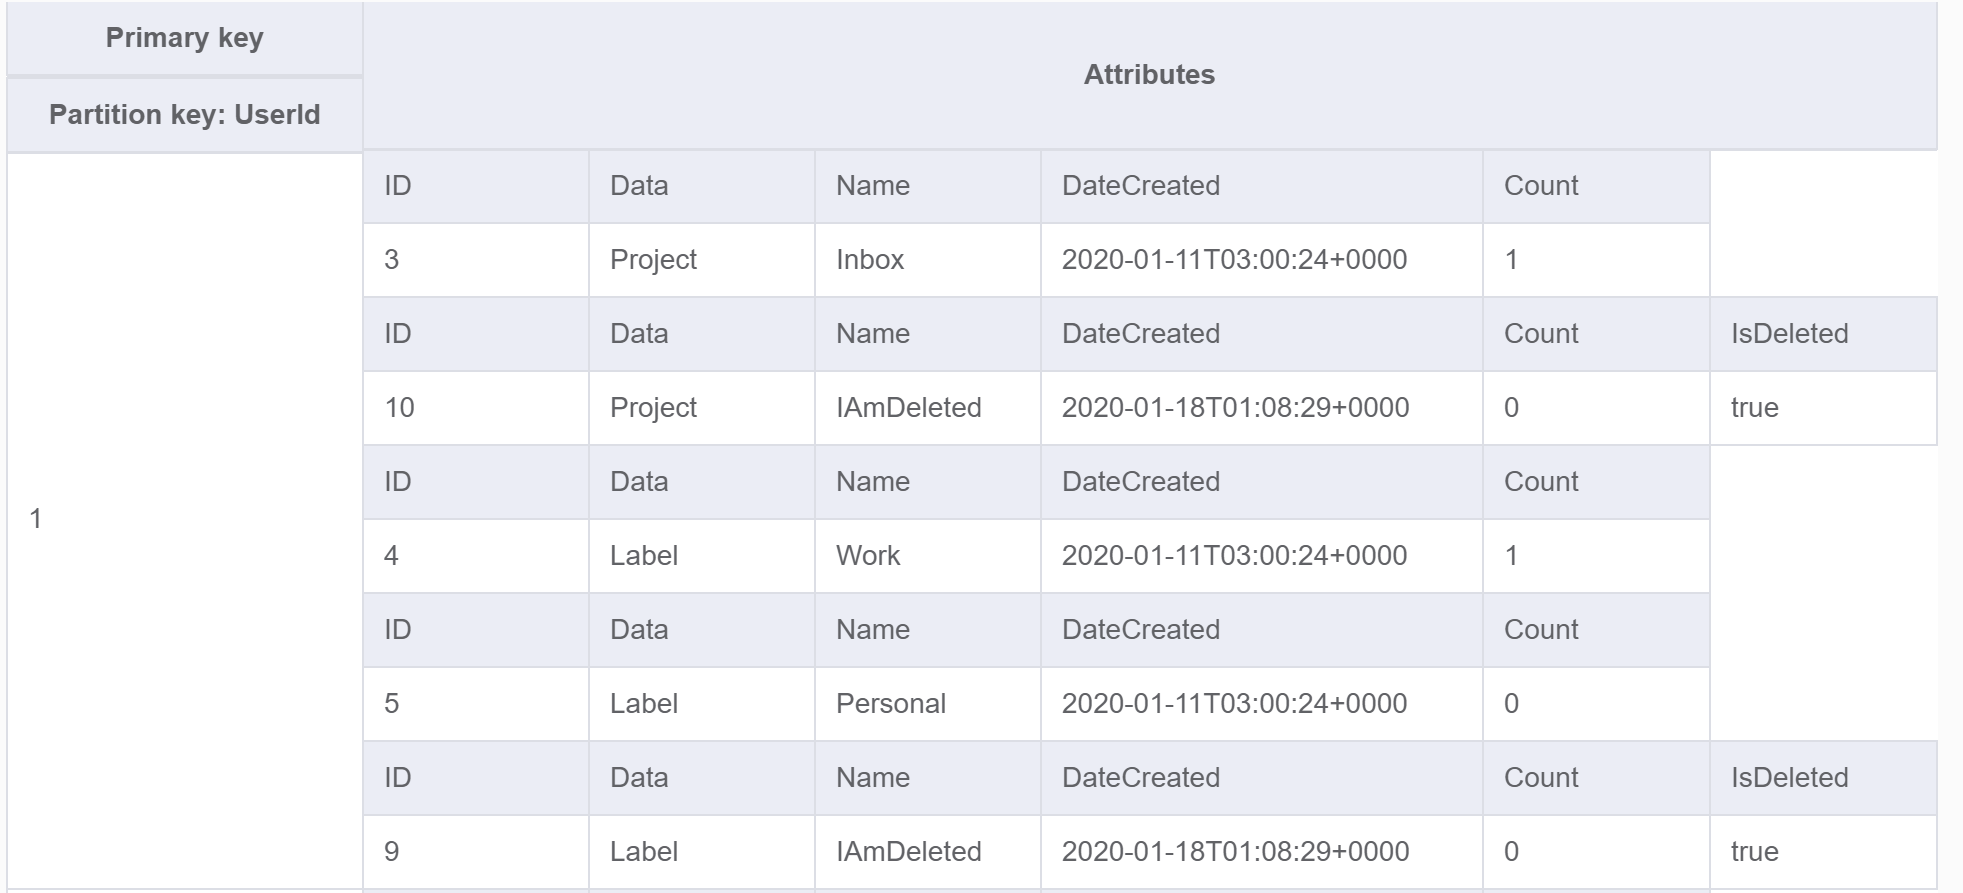 Primary key
Attributes
Partition key: UserId
ID Data Name DateCreated Count
3 Project Inbox 2020-01-11T03:00:24+0000 1
ID Data Name DateCreated Count IsDeleted
10 Project IAmDeleted 2020-01-18T01:08:29+0000 0 true
ID Data Name DateCreated Count
1
4 Label Work 2020-01-11T03:00:24+0000 1
ID Data Name DateCreated Count
5 Label Personal 2020-01-11T03:00:24+0000 0
ID Data Name DateCreated Count IsDeleted
9 Label IAmDeleted 2020-01-18T01:08:29+0000 0 true